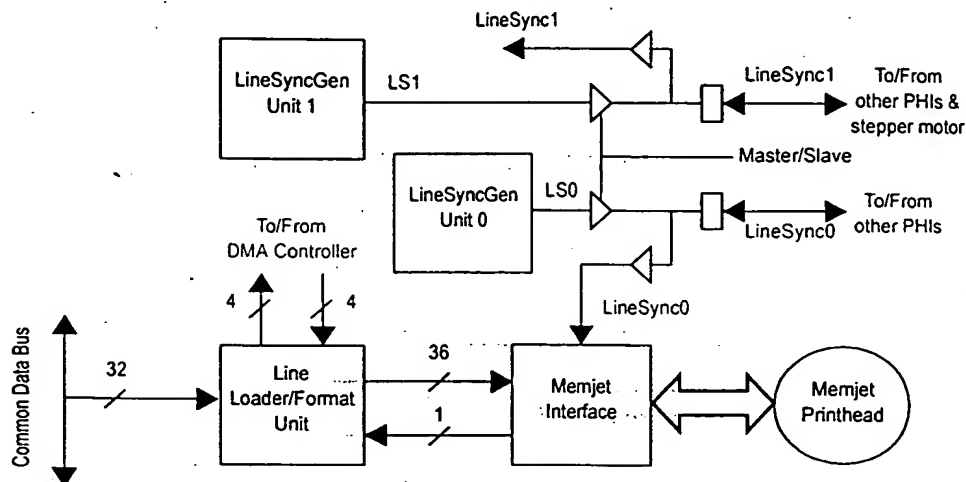 LineSync1
LineSyncGen
Unit 1
LS1
LineSync1
To/From
other PHIs &
stepper motor
Master/Slave
LineSyncGen
Unit 0
LS0
To/From
other PHIs
LineSync0
To/From
DMA Controller
4
4
LineSync0
Common Data Bus
32
Line
Loader/Format
Unit
36
1
Memjet
Interface
Memjet
Printhead